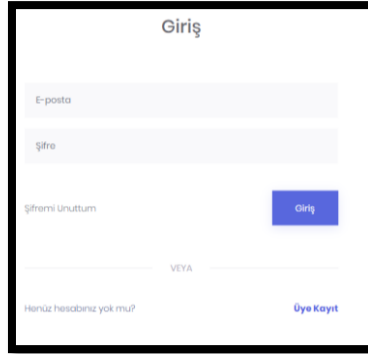 Giriş
E-posta
Şifre
Şifremi Unuttum
Giriş
VEYA
Henüz hesabınız yok mu?
Üye Kayıt